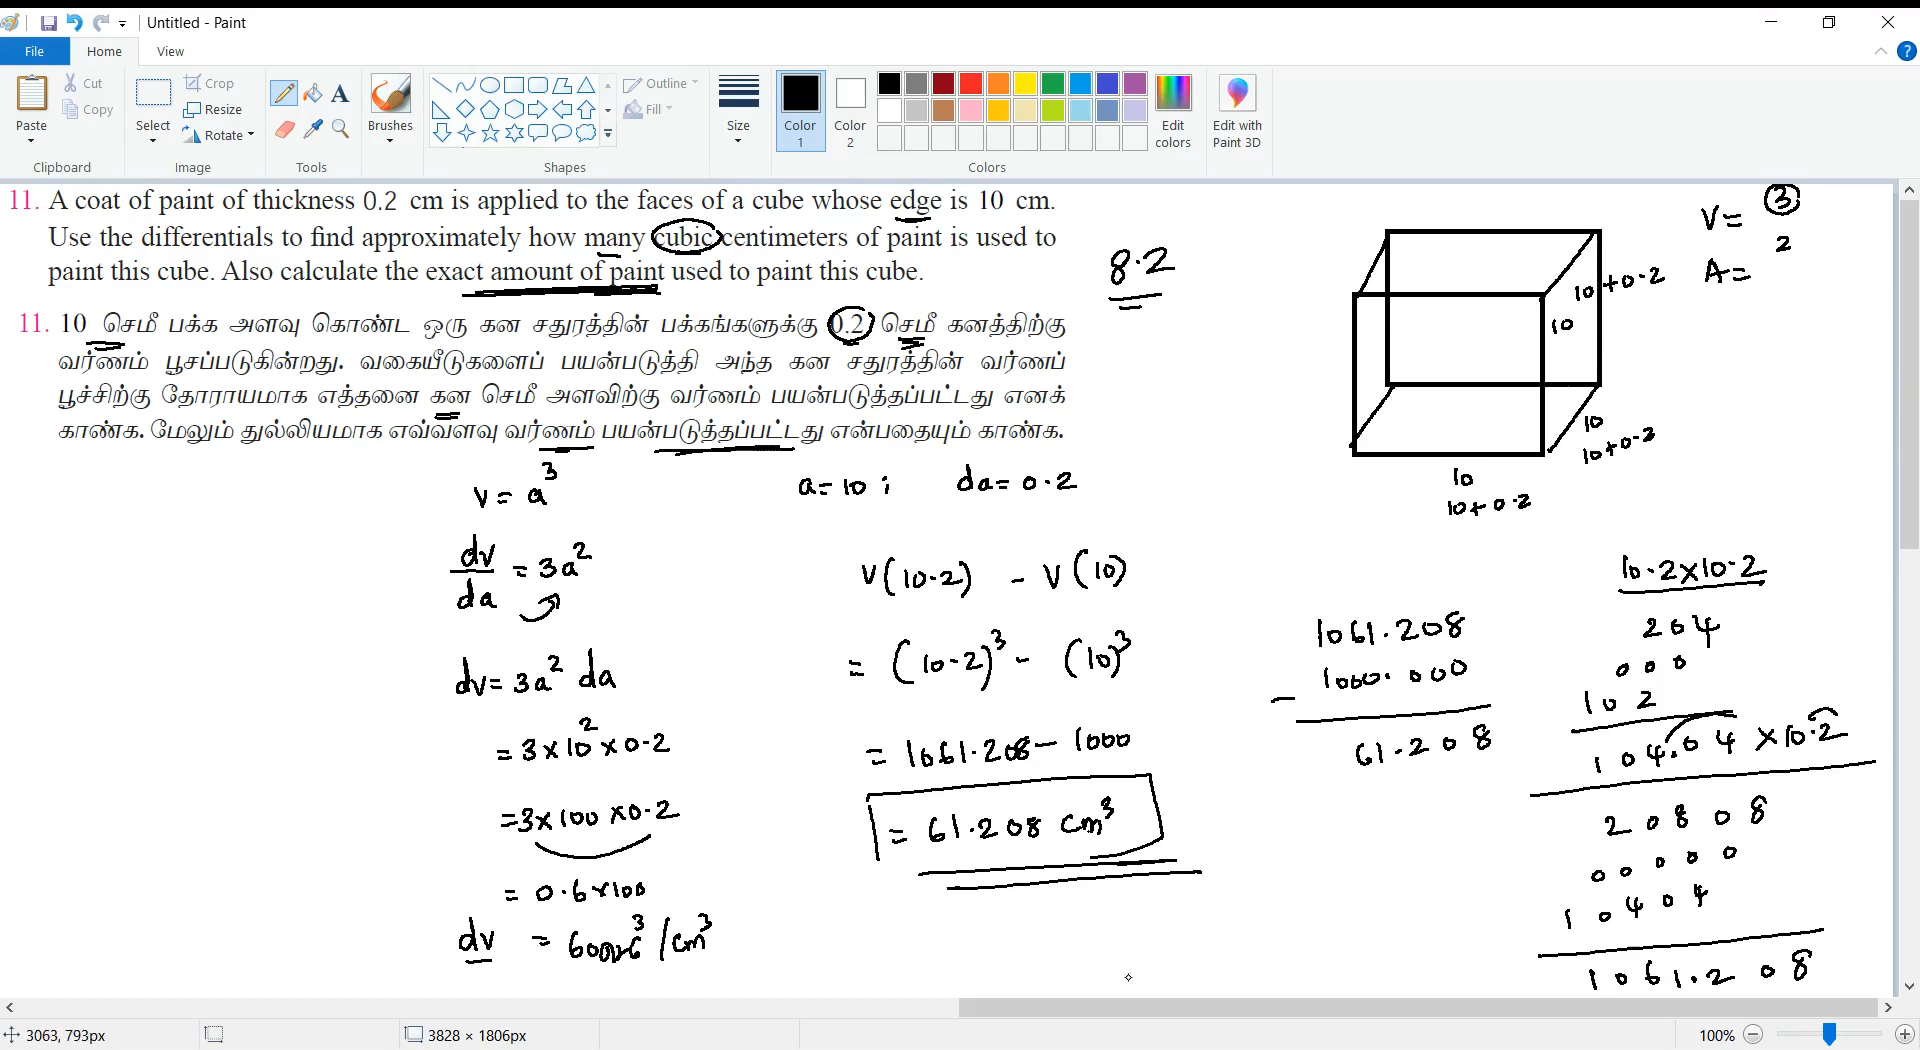 Untitled - Paint
File Home View
Cut
Copy
Paste
Clipboard
Crop
Resize
Rotate
Select
Image
Tools
Brushes
Outline
Fill
Shapes
Size
Color 1
Color 2
Edit colors
Edit with Paint 3D
Colors
11. A coat of paint of thickness 0.2 cm is applied to the faces of a cube whose edge is 10 cm.
Use the differentials to find approximately how many cubic centimeters of paint is used to
paint this cube. Also calculate the exact amount of paint used to paint this cube.
11. 10 செமீ பக்க அளவு கொண்ட ஒரு கன சதுரத்தின் பக்கங்களுக்கு 0.2 செமீ கனத்திற்கு
வர்ணம் பூசப்படுகின்றது. வகையீடுகளைப் பயன்படுத்தி அந்த கன சதுரத்தின் வர்ணப்
பூச்சிற்கு தோராயமாக எத்தனை கன செமீ அளவிற்கு வர்ணம் பயன்படுத்தப்பட்டது எனக்
காண்க. மேலும் துல்லியமாக எவ்வளவு வர்ணம் பயன்படுத்தப்பட்டது என்பதையும் காண்க.
8.2
V = 3
A = 2
10+0.2
10
10
10+0.2
10
10+0.2
V = a³
a = 10 ; da = 0.2
dv/da = 3a²
dv = 3a² da
= 3 × 10² × 0.2
= 3 × 100 × 0.2
= 0.6 × 100
dv = 60 /cm³
V(10.2) - V(10)
= (10.2)³ - (10)³
= 1061.208 - 1000
= 61.208 cm³
1061.208
1000.000
-
61.208
10.2 × 10.2
204
000
102
104.04 × 10.2
20808
00000
10404
1061.208
3063, 793px
3828 × 1806px
100%